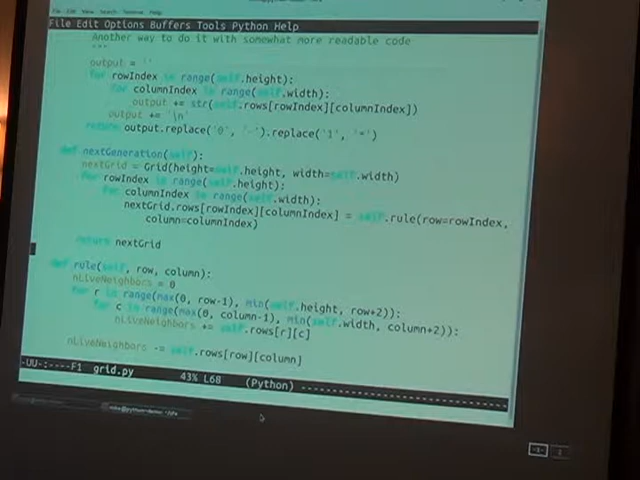 File Edit View Search Terminal Help
File Edit Options Buffers Tools Python Help
Another way to do it with somewhat more readable code
"""
output = ''
for rowIndex in range(self.height):
for columnIndex in range(self.width):
output += str(self.rows[rowIndex][columnIndex])
output += '\n'
return output.replace('0', '-').replace('1', '*')
def nextGeneration(self):
nextGrid = Grid(height=self.height, width=self.width)
for rowIndex in range(self.height):
for columnIndex in range(self.width):
nextGrid.rows[rowIndex][columnIndex] = self.rule(row=rowIndex,
column=columnIndex)
return nextGrid
def rule(self, row, column):
nLiveNeighbors = 0
for r in range(max(0, row-1), min(self.height, row+2)):
for c in range(max(0, column-1), min(self.width, column+2)):
nLiveNeighbors += self.rows[r][c]
nLiveNeighbors -= self.rows[row][column]
-UU-:----F1 grid.py 43% L68 (Python) --------------------